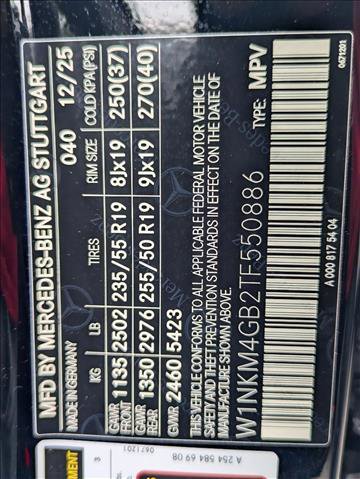 MFD BY MERCEDES-BENZ AG STUTTGART
MADE IN GERMANY 040 12/25
KG LB TIRES RIM SIZE COLD KPA(PSI)
GAWR FRONT 1135 2502 235/55 R19 8Jx19 250(37)
GAWR REAR 1350 2976 255/50 R19 9Jx19 270(40)
GVWR 2460 5423
THIS VEHICLE CONFORMS TO ALL APPLICABLE FEDERAL MOTOR VEHICLE
SAFETY AND THEFT PREVENTION STANDARDS IN EFFECT ON THE DATE OF
MANUFACTURE SHOWN ABOVE.
W1NKM4GB2TF550886 TYPE: MPV
A 000 817 54 04
0671201
0671201
A 254 584 69 08